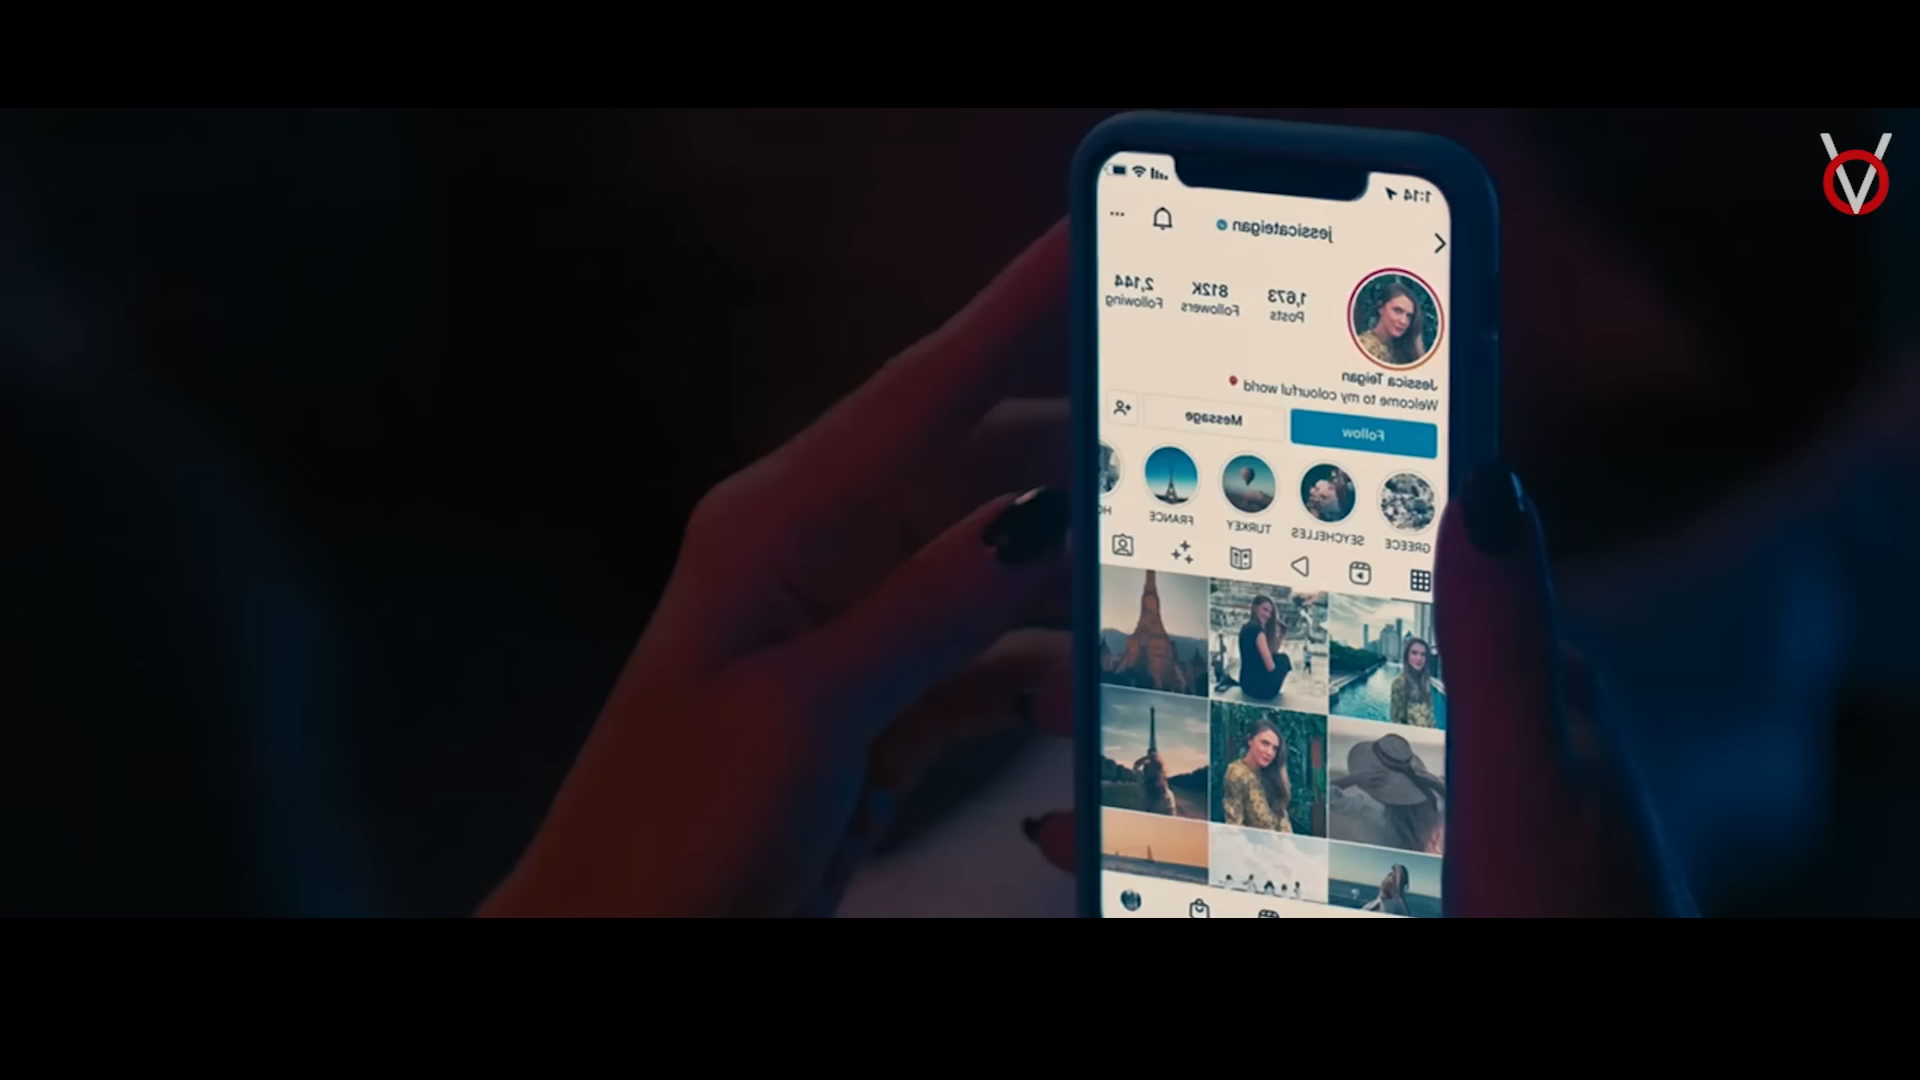 1:14
jessicateigan
1,673 812K 2,144
Posts Followers Following
Jessica Teigan
Welcome to my colourful world
Follow Message
GREECE SEYCHELLES TURKEY FRANCE
VO